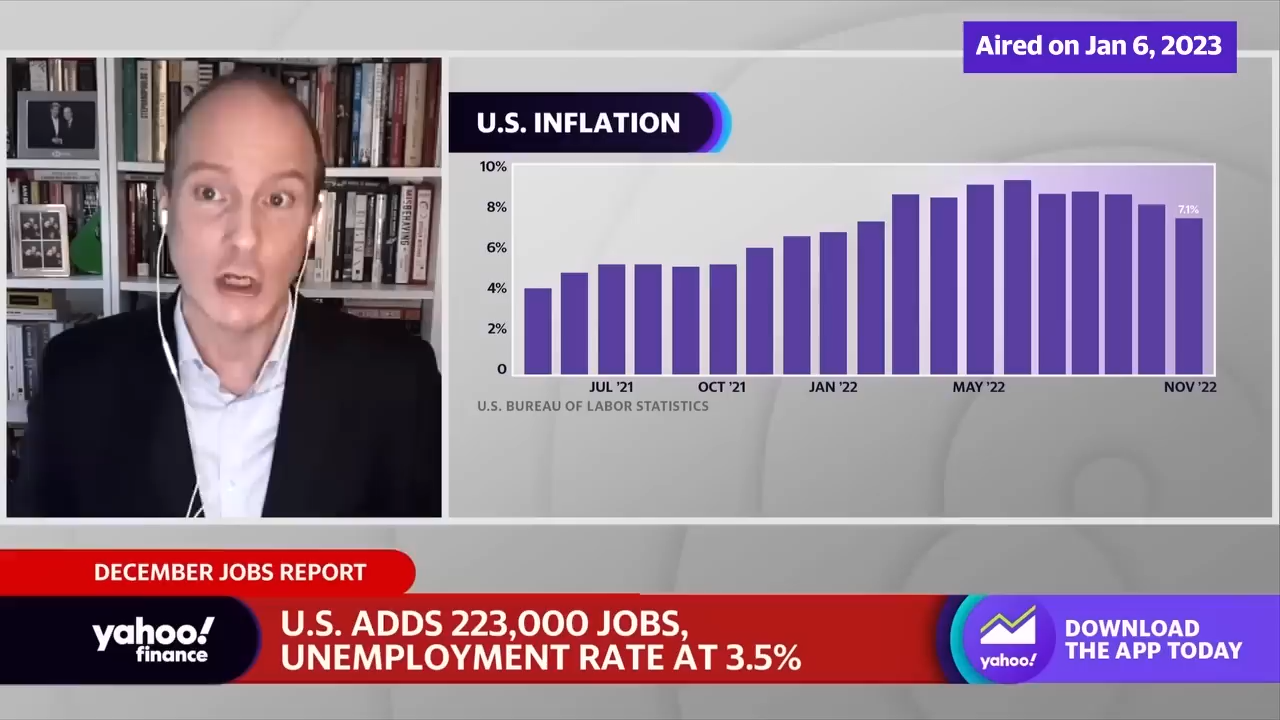 Aired on Jan 6, 2023
MISBEHAVING
U.S. INFLATION
10%
8%
6%
4%
2%
0
7.1%
JUL '21
OCT '21
JAN '22
MAY '22
NOV '22
U.S. BUREAU OF LABOR STATISTICS
DECEMBER JOBS REPORT
yahoo!
finance
U.S. ADDS 223,000 JOBS,
UNEMPLOYMENT RATE AT 3.5%
yahoo!
DOWNLOAD
THE APP TODAY